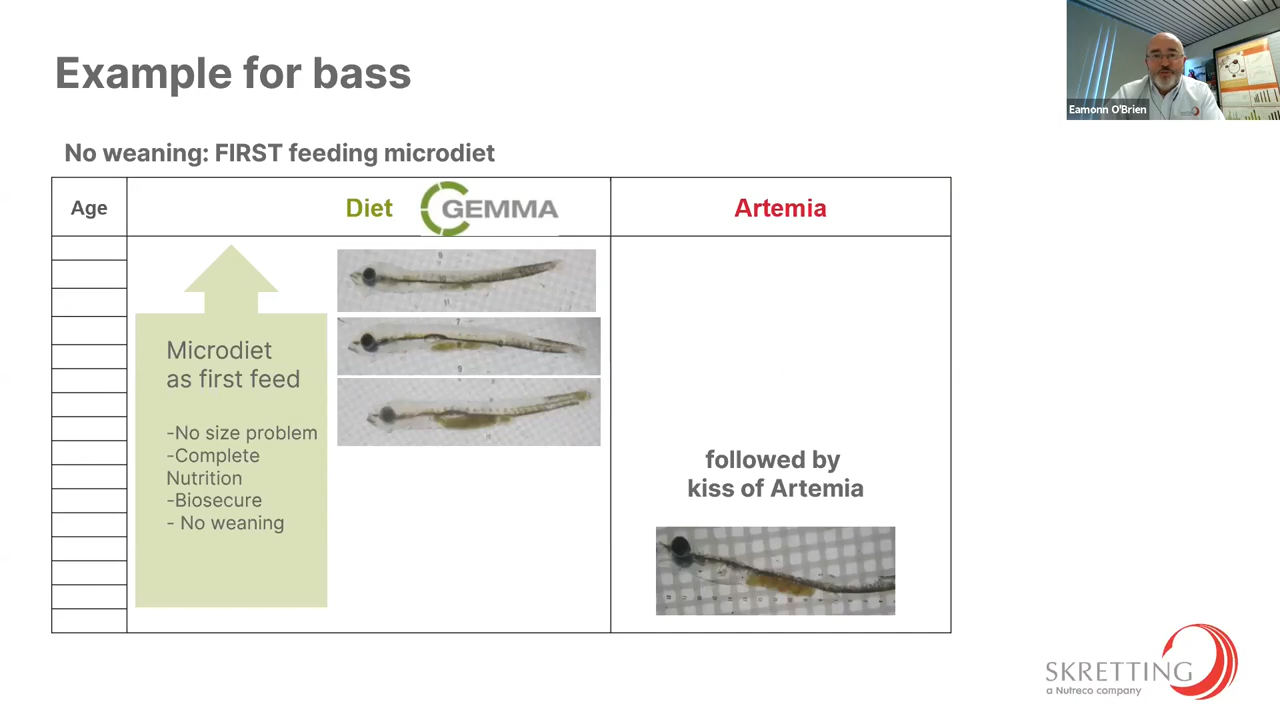 Example for bass
Eamonn O'Brien
No weaning: FIRST feeding microdiet
Age
Diet
GEMMA
Artemia
Microdiet
as first feed
-No size problem
-Complete
Nutrition
-Biosecure
- No weaning
followed by
kiss of Artemia
SKRETTING
a Nutreco company